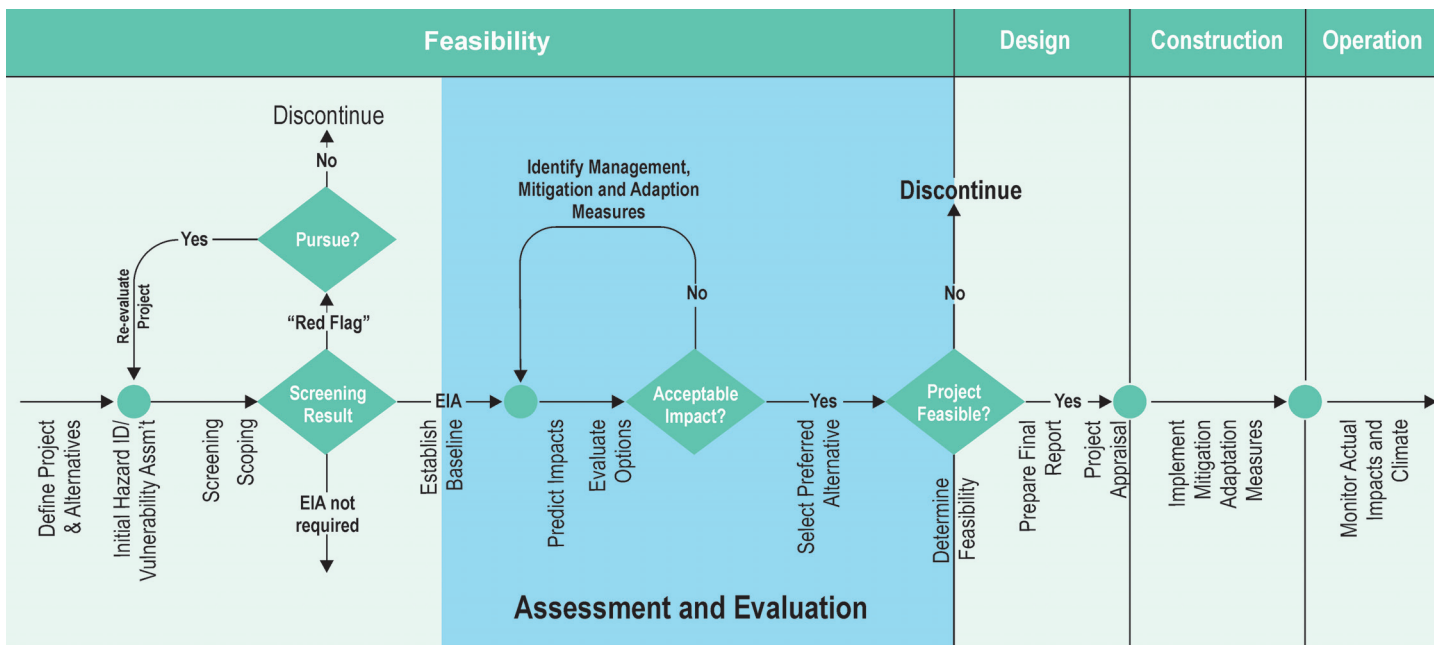 Feasibility
Design
Construction
Operation
Discontinue
No
Pursue?
Yes
Re-evaluate
Project
“Red Flag”
Screening
Result
EIA not
required
Define Project
& Alternatives
Initial Hazard ID/
Vulnerability Assm't
Screening
Scoping
EIA
Establish
Baseline
Identify Management,
Mitigation and Adaption
Measures
No
Acceptable
Impact?
Predict Impacts
Evaluate
Options
Yes
Select Preferred
Alternative
Discontinue
No
Project
Feasible?
Determine
Feasibility
Yes
Prepare Final
Report
Project
Appraisal
Implement
Mitigation
Adaptation
Measures
Monitor Actual
Impacts and
Climate
Assessment and Evaluation